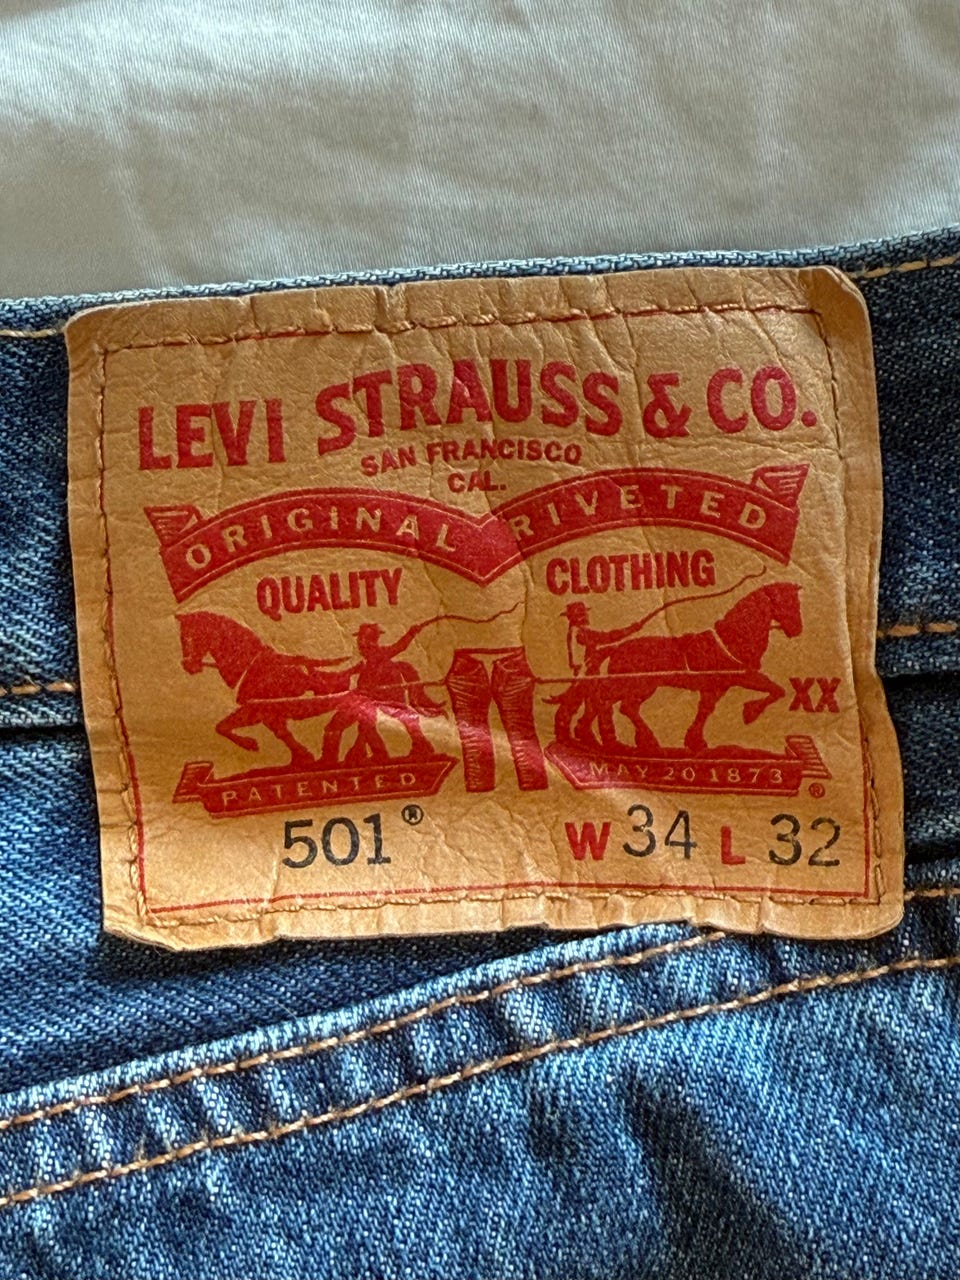 LEVI STRAUSS & CO.
SAN FRANCISCO
CAL.
ORIGINAL RIVETED
QUALITY CLOTHING
XX
PATENTED MAY 20 1873 ®
501® W 34 L 32